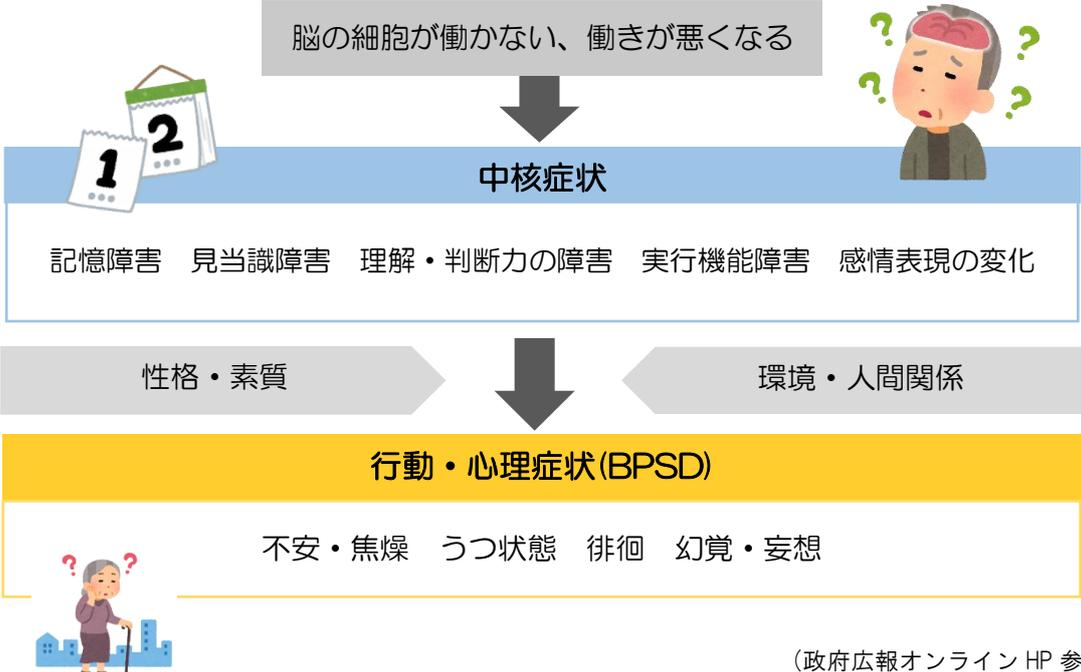 脳の細胞が働かない、働きが悪くなる
1 2
中核症状
記憶障害 見当識障害 理解・判断力の障害 実行機能障害 感情表現の変化
性格・素質
環境・人間関係
行動・心理症状(BPSD)
不安・焦燥 うつ状態 徘徊 幻覚・妄想
(政府広報オンラインHP参